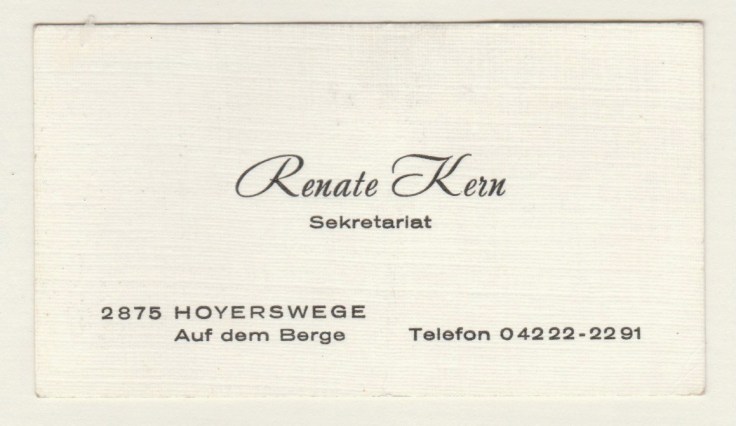 Renate Kern
Sekretariat
2875 HOYERSWEGE
Auf dem Berge
Telefon 04222-2291